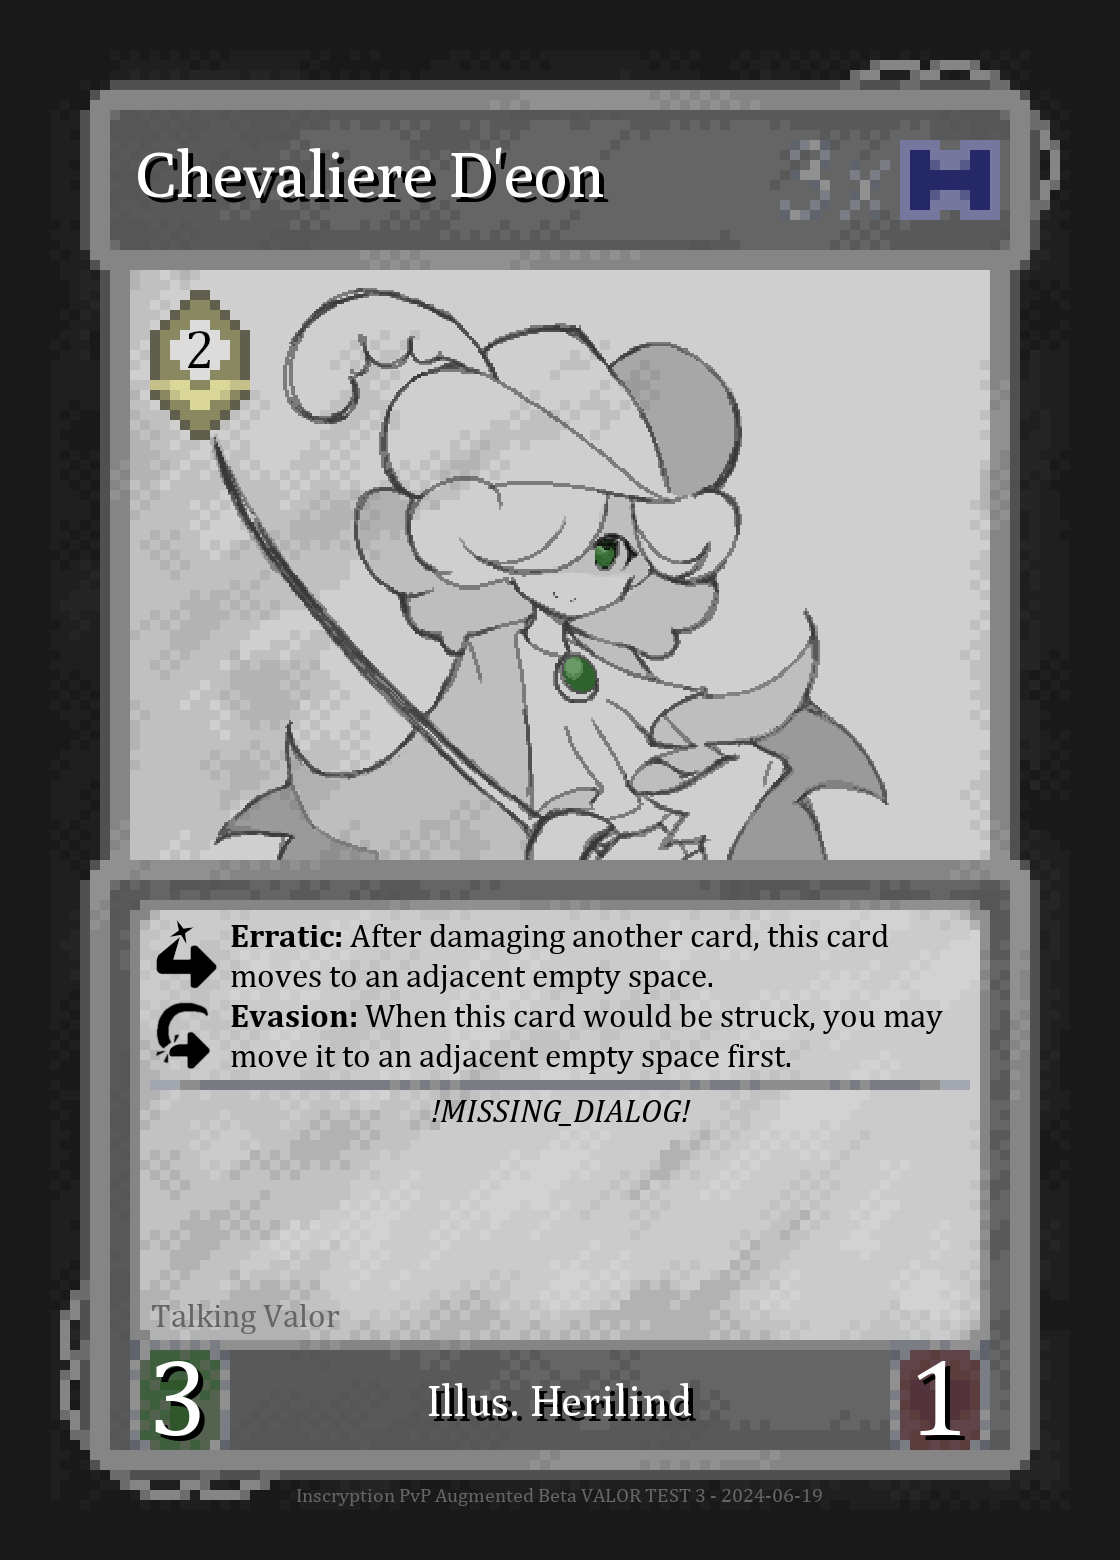 Chevaliere D'eon 3x
2
Erratic: After damaging another card, this card
moves to an adjacent empty space.
Evasion: When this card would be struck, you may
move it to an adjacent empty space first.
!MISSING_DIALOG!
Talking Valor
3 Illus. Herilind 1
Inscryption PvP Augmented Beta VALOR TEST 3 - 2024-06-19